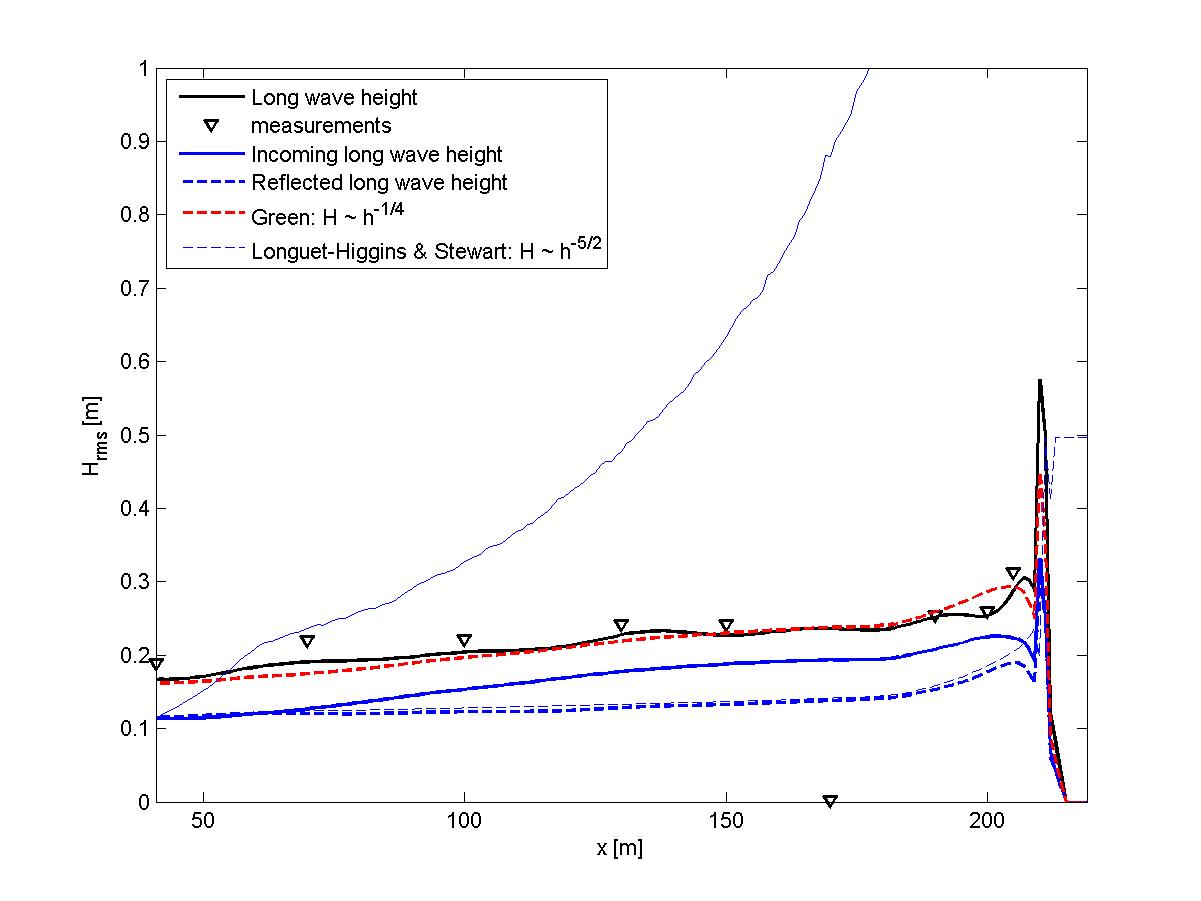 1
0.9
0.8
0.7
0.6
0.5
0.4
0.3
0.2
0.1
0
Long wave height
measurements
Incoming long wave height
Reflected long wave height
Green: H ~ h-1/4
Longuet-Higgins & Stewart: H ~ h-5/2
Hrms [m]
50
100
150
200
x [m]